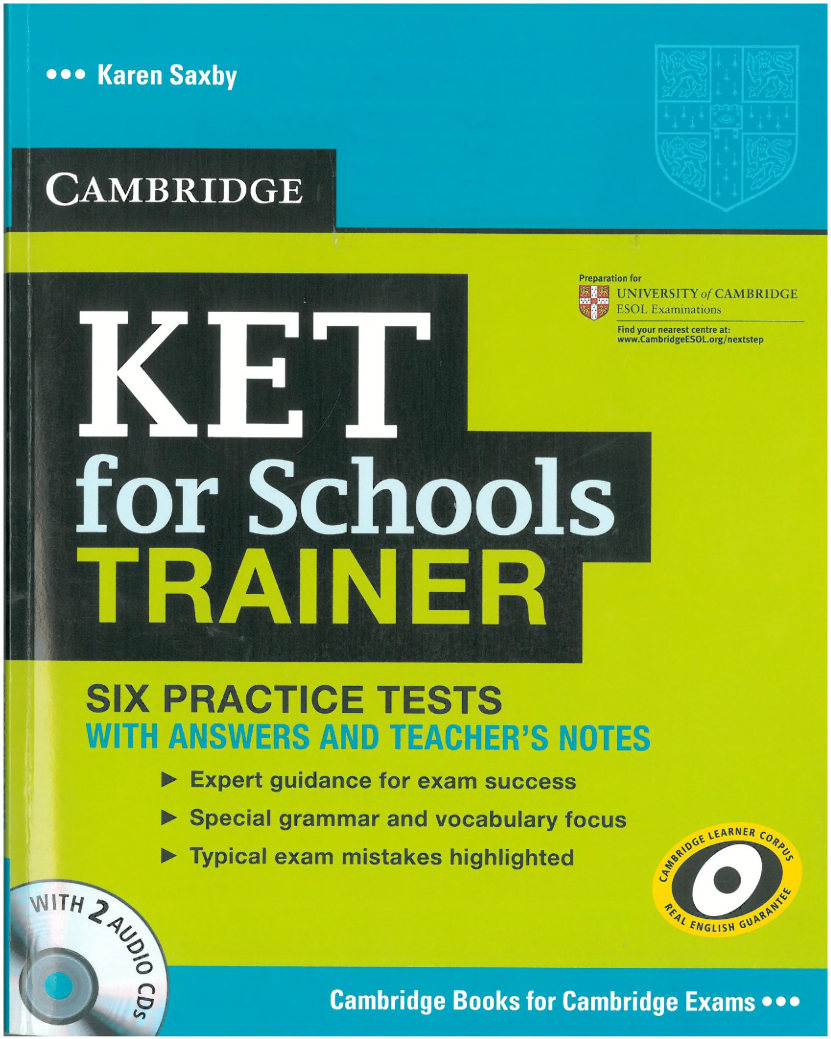 ••• Karen Saxby
CAMBRIDGE
Preparation for
UNIVERSITY of CAMBRIDGE
ESOL Examinations
Find your nearest centre at:
www.CambridgeESOL.org/nextstep
KET
for Schools
TRAINER
SIX PRACTICE TESTS
WITH ANSWERS AND TEACHER'S NOTES
► Expert guidance for exam success
► Special grammar and vocabulary focus
► Typical exam mistakes highlighted
CAMBRIDGE LEARNER CORPUS
REAL ENGLISH GUARANTEE
WITH 2 AUDIO CDs
Cambridge Books for Cambridge Exams •••